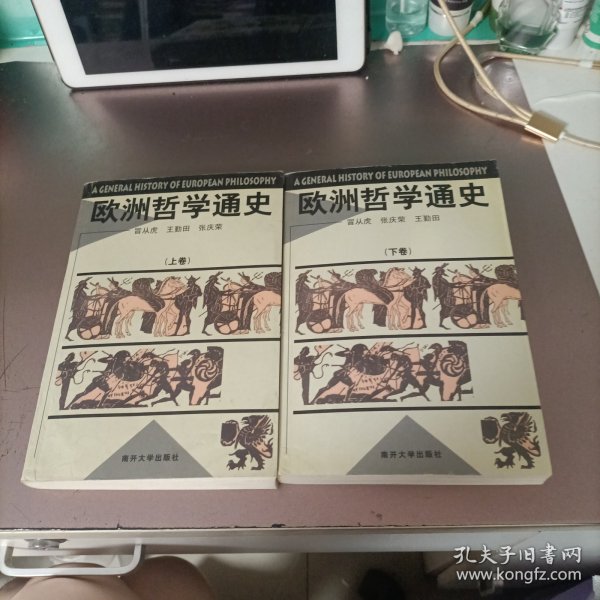 A GENERAL HISTORY OF EUROPEAN PHILOSOPHY
欧洲哲学通史
冒从虎 王勤田 张庆荣
(上卷)
南开大学出版社
A GENERAL HISTORY OF EUROPEAN PHILOSOPHY
欧洲哲学通史
冒从虎 张庆荣 王勤田
(下卷)
南开大学出版社
孔夫子旧书网
www.kongfz.com